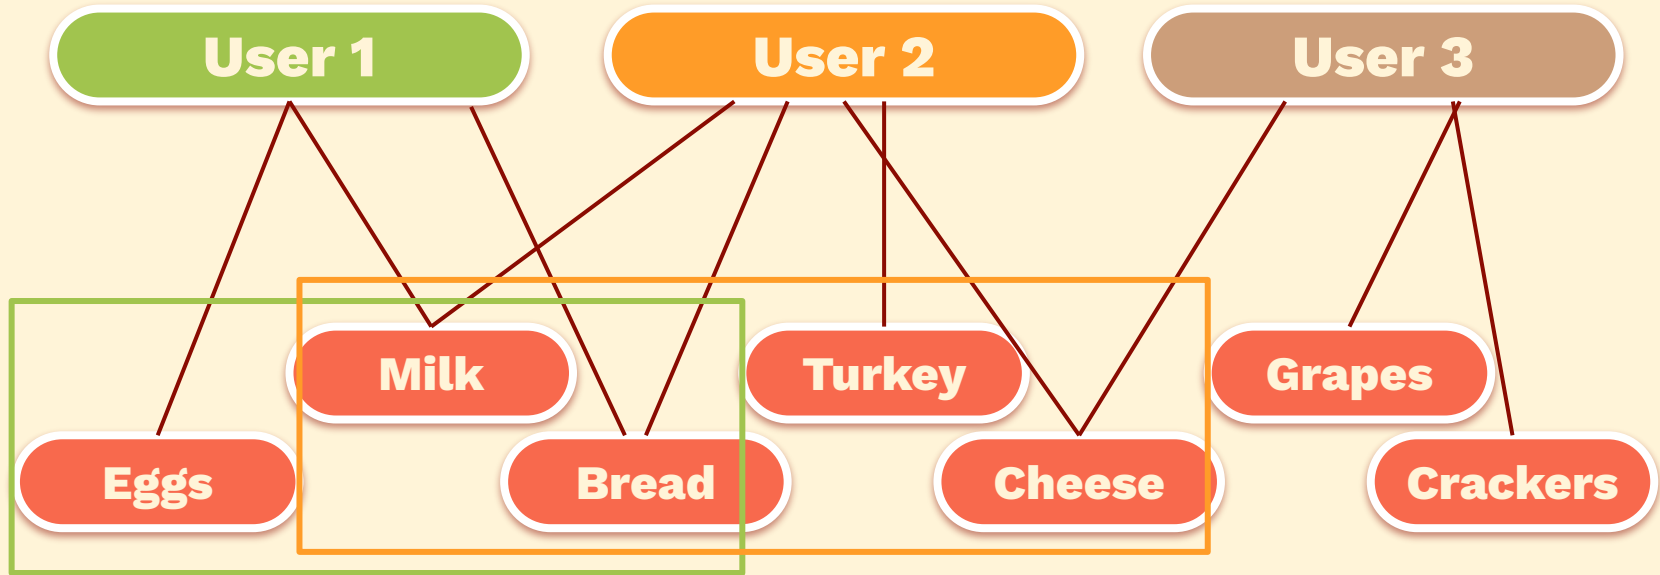 User 1
User 2
User 3
Milk
Turkey
Grapes
Eggs
Bread
Cheese
Crackers